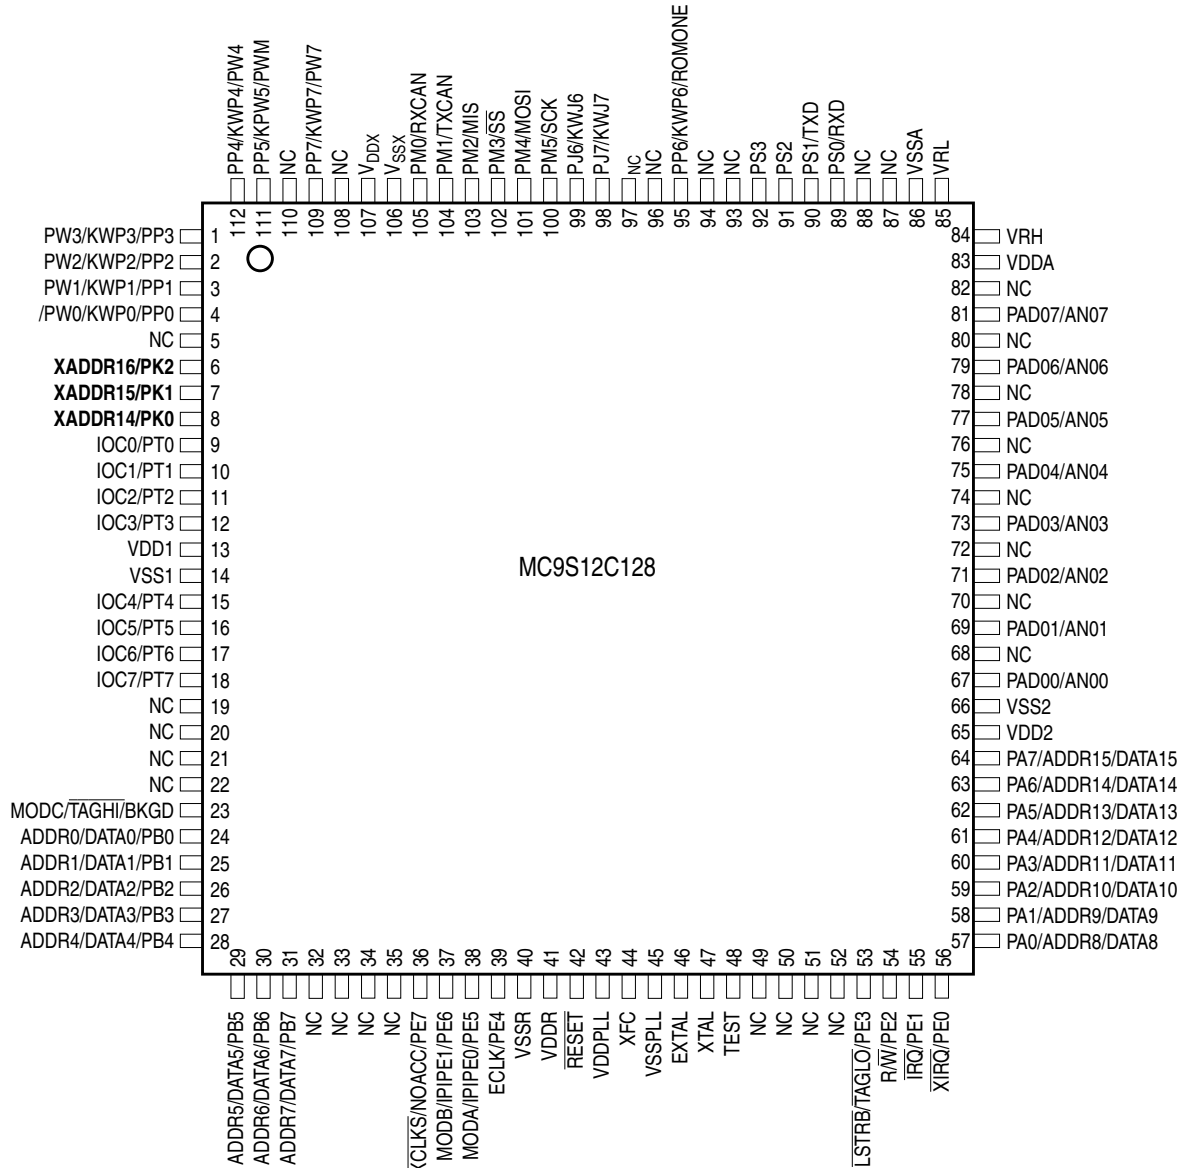 PP4/KWP4/PW4
PP5/KPW5/PWM
NC
PP7/KWP7/PW7
NC
VDDX
VSSX
PM0/RXCAN
PM1/TXCAN
PM2/MIS
PM3/SS
PM4/MOSI
PM5/SCK
PJ6/KWJ6
PJ7/KWJ7
NC
NC
PP6/KWP6/ROMONE
NC
NC
PS3
PS2
PS1/TXD
PS0/RXD
NC
NC
VSSA
VRL
112
111
110
109
108
107
106
105
104
103
102
101
100
99
98
97
96
95
94
93
92
91
90
89
88
87
86
85
PW3/KWP3/PP3 1
PW2/KWP2/PP2 2
PW1/KWP1/PP1 3
/PW0/KWP0/PP0 4
NC 5
XADDR16/PK2 6
XADDR15/PK1 7
XADDR14/PK0 8
IOC0/PT0 9
IOC1/PT1 10
IOC2/PT2 11
IOC3/PT3 12
VDD1 13
VSS1 14
IOC4/PT4 15
IOC5/PT5 16
IOC6/PT6 17
IOC7/PT7 18
NC 19
NC 20
NC 21
NC 22
MODC/TAGHI/BKGD 23
ADDR0/DATA0/PB0 24
ADDR1/DATA1/PB1 25
ADDR2/DATA2/PB2 26
ADDR3/DATA3/PB3 27
ADDR4/DATA4/PB4 28
MC9S12C128
84 VRH
83 VDDA
82 NC
81 PAD07/AN07
80 NC
79 PAD06/AN06
78 NC
77 PAD05/AN05
76 NC
75 PAD04/AN04
74 NC
73 PAD03/AN03
72 NC
71 PAD02/AN02
70 NC
69 PAD01/AN01
68 NC
67 PAD00/AN00
66 VSS2
65 VDD2
64 PA7/ADDR15/DATA15
63 PA6/ADDR14/DATA14
62 PA5/ADDR13/DATA13
61 PA4/ADDR12/DATA12
60 PA3/ADDR11/DATA11
59 PA2/ADDR10/DATA10
58 PA1/ADDR9/DATA9
57 PA0/ADDR8/DATA8
29
30
31
32
33
34
35
36
37
38
39
40
41
42
43
44
45
46
47
48
49
50
51
52
53
54
55
56
ADDR5/DATA5/PB5
ADDR6/DATA6/PB6
ADDR7/DATA7/PB7
NC
NC
NC
NC
XCLKS/NOACC/PE7
MODB/IPIPE1/PE6
MODA/IPIPE0/PE5
ECLK/PE4
VSSR
VDDR
RESET
VDDPLL
XFC
VSSPLL
EXTAL
XTAL
TEST
NC
NC
NC
NC
LSTRB/TAGLO/PE3
R/W/PE2
IRQ/PE1
XIRQ/PE0